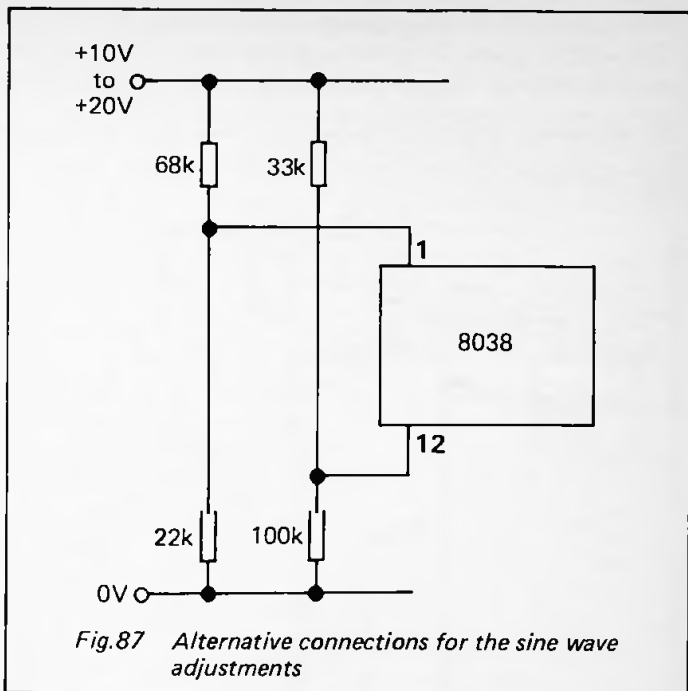 +10V
to
+20V
68k
33k
1
8038
12
22k
100k
0V
Fig.87 Alternative connections for the sine wave
adjustments